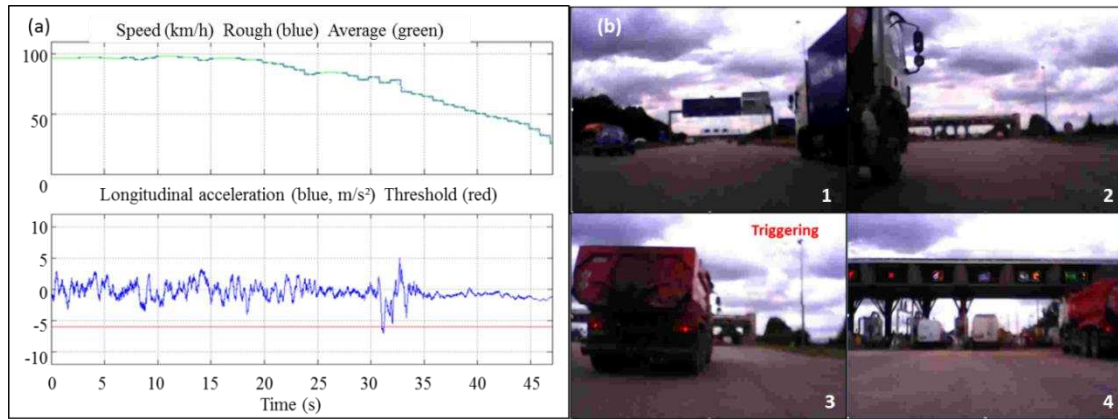 (a)
Speed (km/h) Rough (blue) Average (green)
100
50
0
Longitudinal acceleration (blue, m/s²) Threshold (red)
10
5
0
-5
-10
0 5 10 15 20 25 30 35 40 45
Time (s)
(b)
1
2
Triggering
3
4